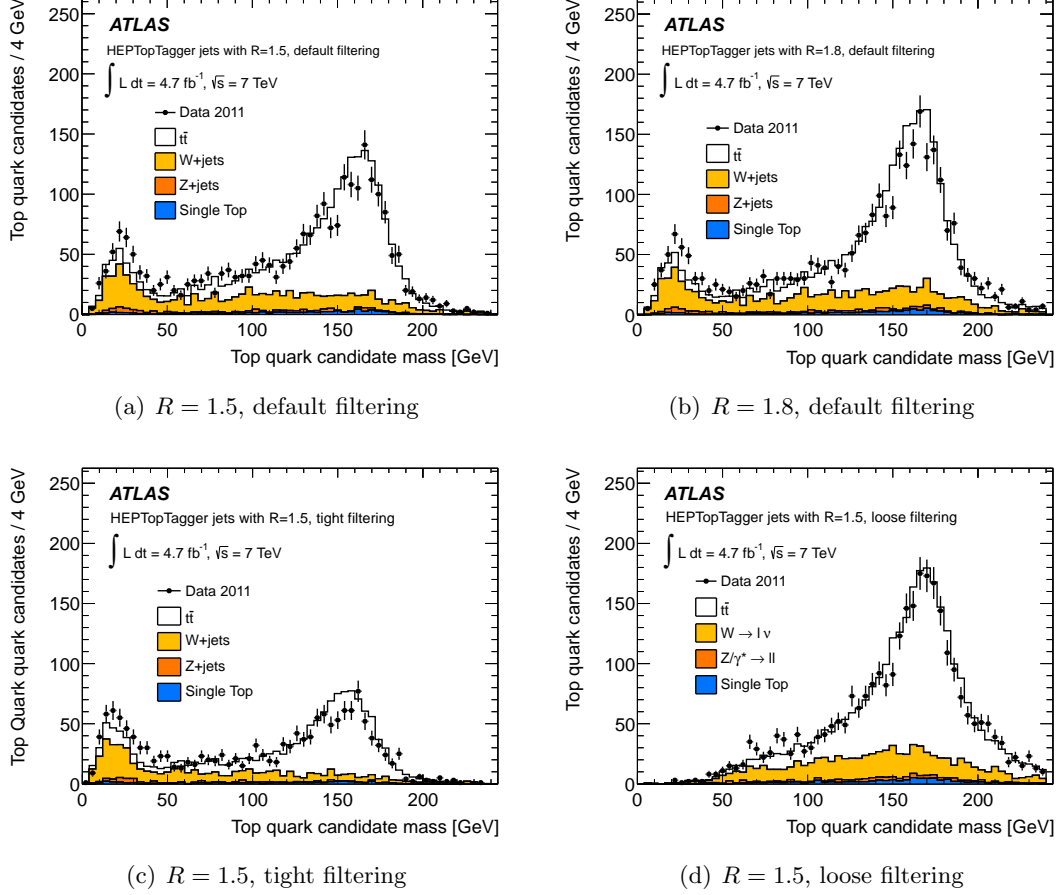 Top quark candidates / 4 GeV
250
200
150
100
50
0
ATLAS
HEPTopTagger jets with R=1.5, default filtering
∫ L dt = 4.7 fb⁻¹, √s = 7 TeV
Data 2011
tt̄
W+jets
Z+jets
Single Top
0 50 100 150 200
Top quark candidate mass [GeV]
(a) R = 1.5, default filtering
Top quark candidates / 4 GeV
250
200
150
100
50
0
ATLAS
HEPTopTagger jets with R=1.8, default filtering
∫ L dt = 4.7 fb⁻¹, √s = 7 TeV
Data 2011
tt̄
W+jets
Z+jets
Single Top
0 50 100 150 200
Top quark candidate mass [GeV]
(b) R = 1.8, default filtering
Top Quark quark candidates / 4 GeV
250
200
150
100
50
0
ATLAS
HEPTopTagger jets with R=1.5, tight filtering
∫ L dt = 4.7 fb⁻¹, √s = 7 TeV
Data 2011
tt̄
W+jets
Z+jets
Single Top
0 50 100 150 200
Top quark candidate mass [GeV]
(c) R = 1.5, tight filtering
Top quark candidates / 4 GeV
250
200
150
100
50
0
ATLAS
HEPTopTagger jets with R=1.5, loose filtering
∫ L dt = 4.7 fb⁻¹, √s = 7 TeV
Data 2011
tt̄
W → l ν
Z/γ* → ll
Single Top
0 50 100 150 200
Top quark candidate mass [GeV]
(d) R = 1.5, loose filtering